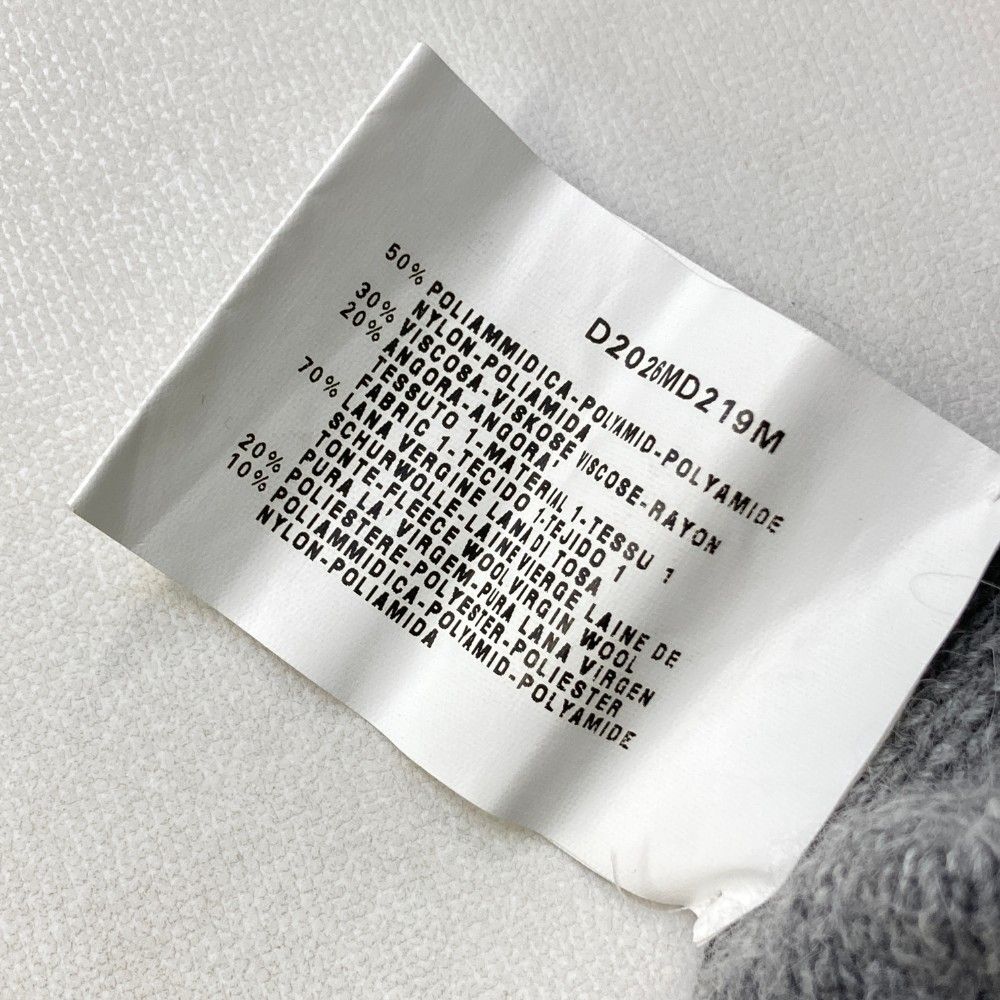 D2026MD219M
50% POLIAMMIDICA-POLYAMID-POLYAMIDE
NYLON-POLIAMIDA
30% VISCOSA-VISKOSE VISCOSE-RAYON
20% ANGORA-ANGORA'
TESSUTO 1-MATERIAL 1-TESSU 1
FABRIC 1-TECIDO 1-TEJIDO 1
70% LANA VERGINE LANA DI TOSA
SCHURWOLLE-LAINE VIERGE LAINE DE
TONTE-FLEECE WOOL VIRGIN WOOL
PURA LA' VIRGEM-PURA LANA VIRGEN
20% POLIESTERE-POLYESTER-POLIESTER
10% POLIAMMIDICA-POLYAMID-POLYAMIDE
NYLON-POLIAMIDA